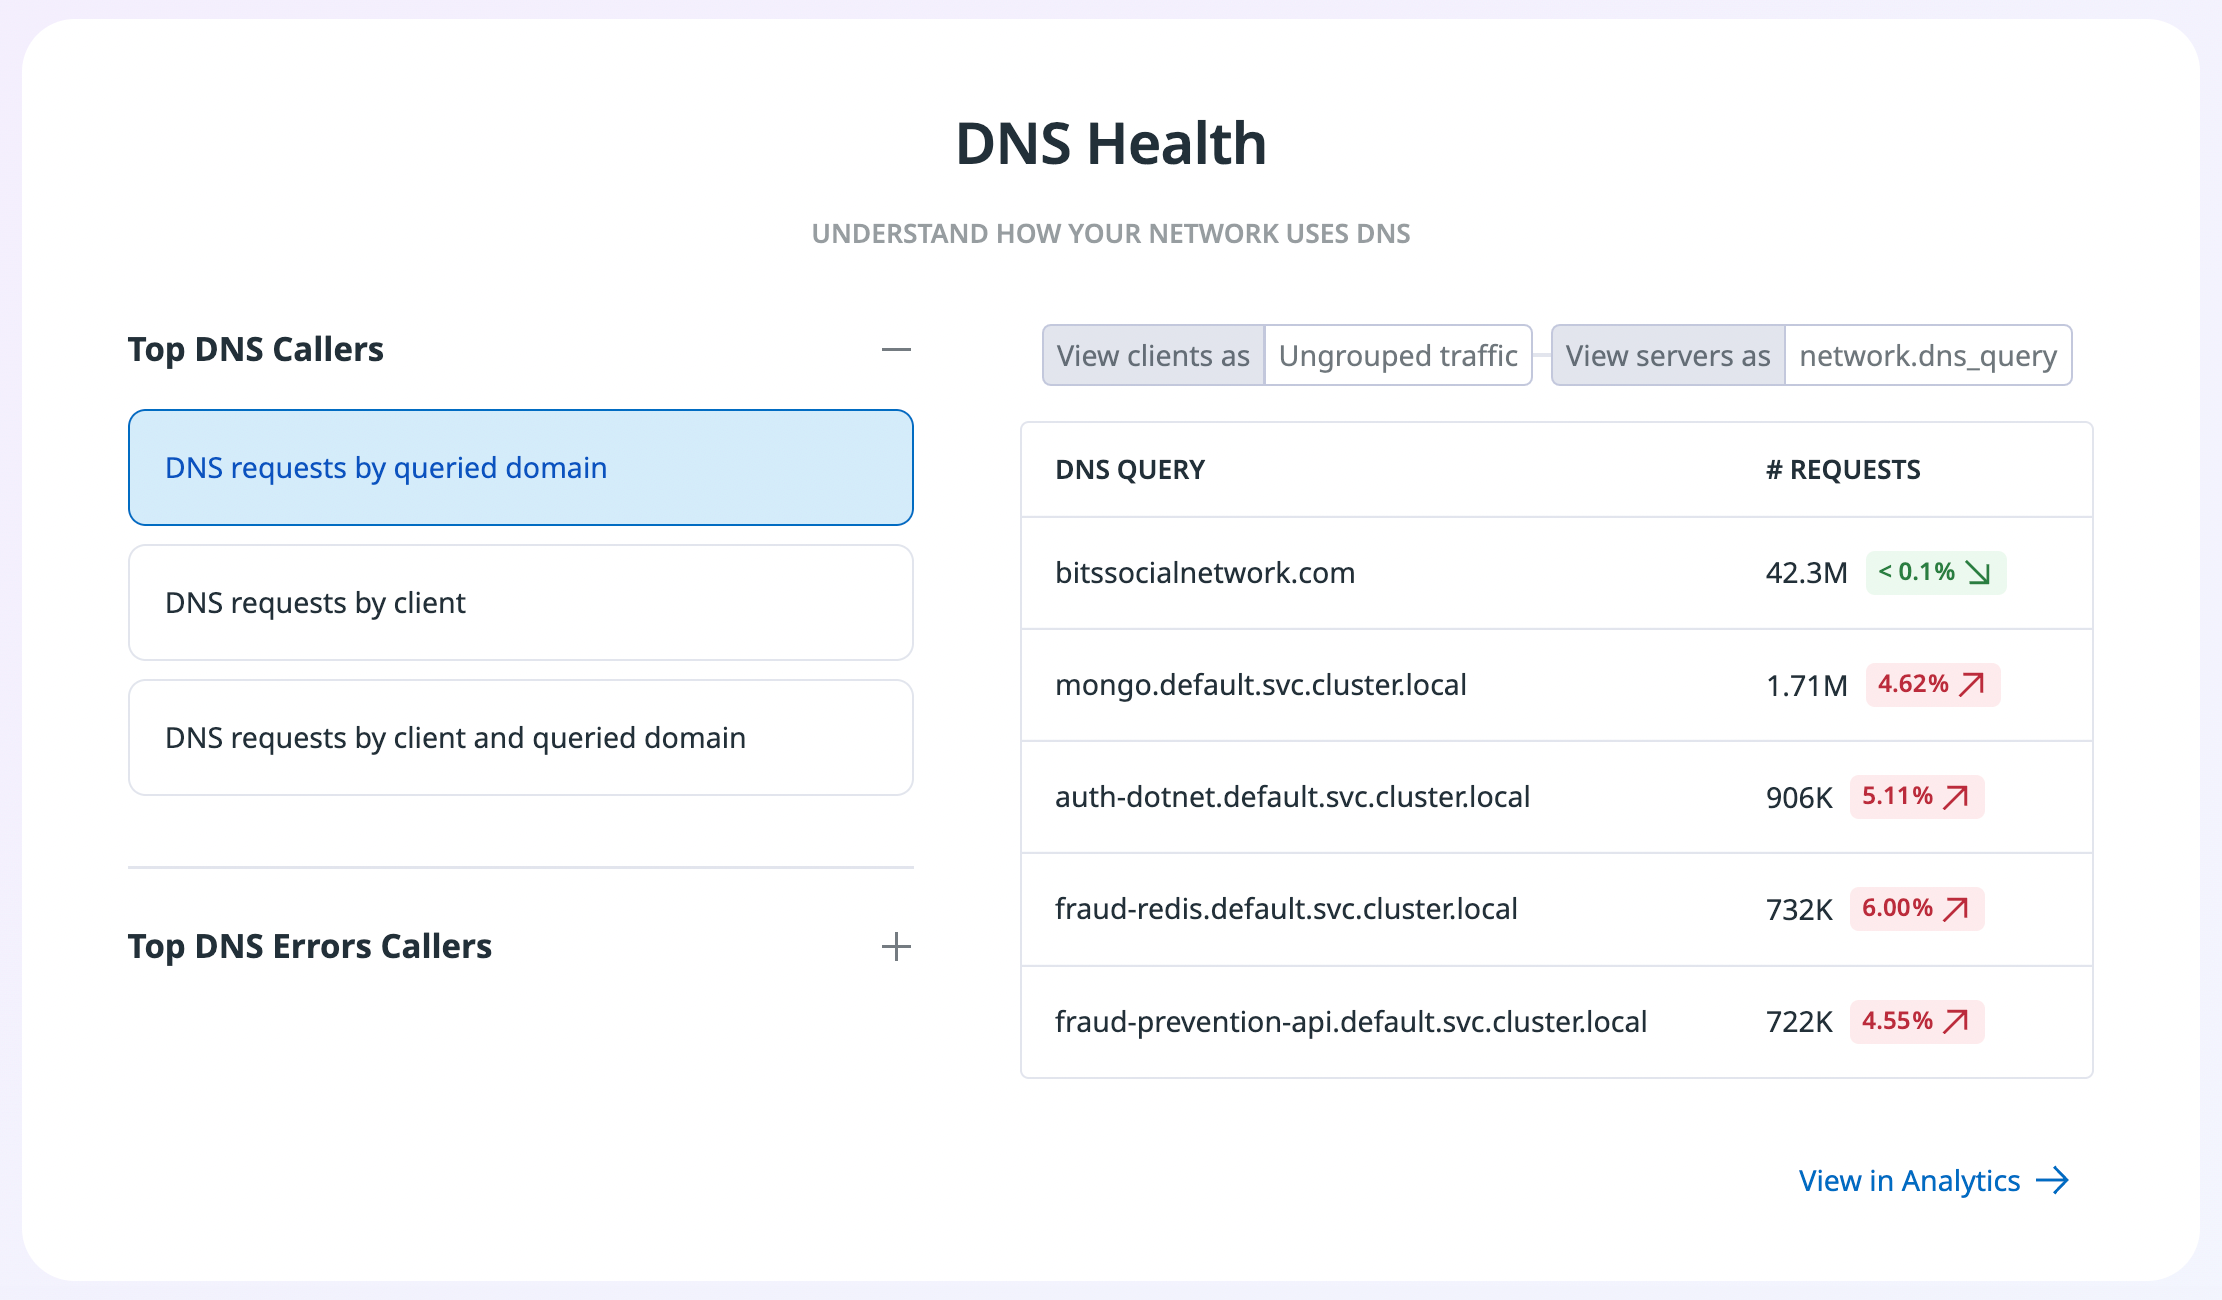 DNS Health
UNDERSTAND HOW YOUR NETWORK USES DNS
Top DNS Callers
DNS requests by queried domain
DNS requests by client
DNS requests by client and queried domain
Top DNS Errors Callers
View clients as Ungrouped traffic View servers as network.dns_query
DNS QUERY # REQUESTS
bitssocialnetwork.com 42.3M < 0.1%
mongo.default.svc.cluster.local 1.71M 4.62%
auth-dotnet.default.svc.cluster.local 906K 5.11%
fraud-redis.default.svc.cluster.local 732K 6.00%
fraud-prevention-api.default.svc.cluster.local 722K 4.55%
View in Analytics